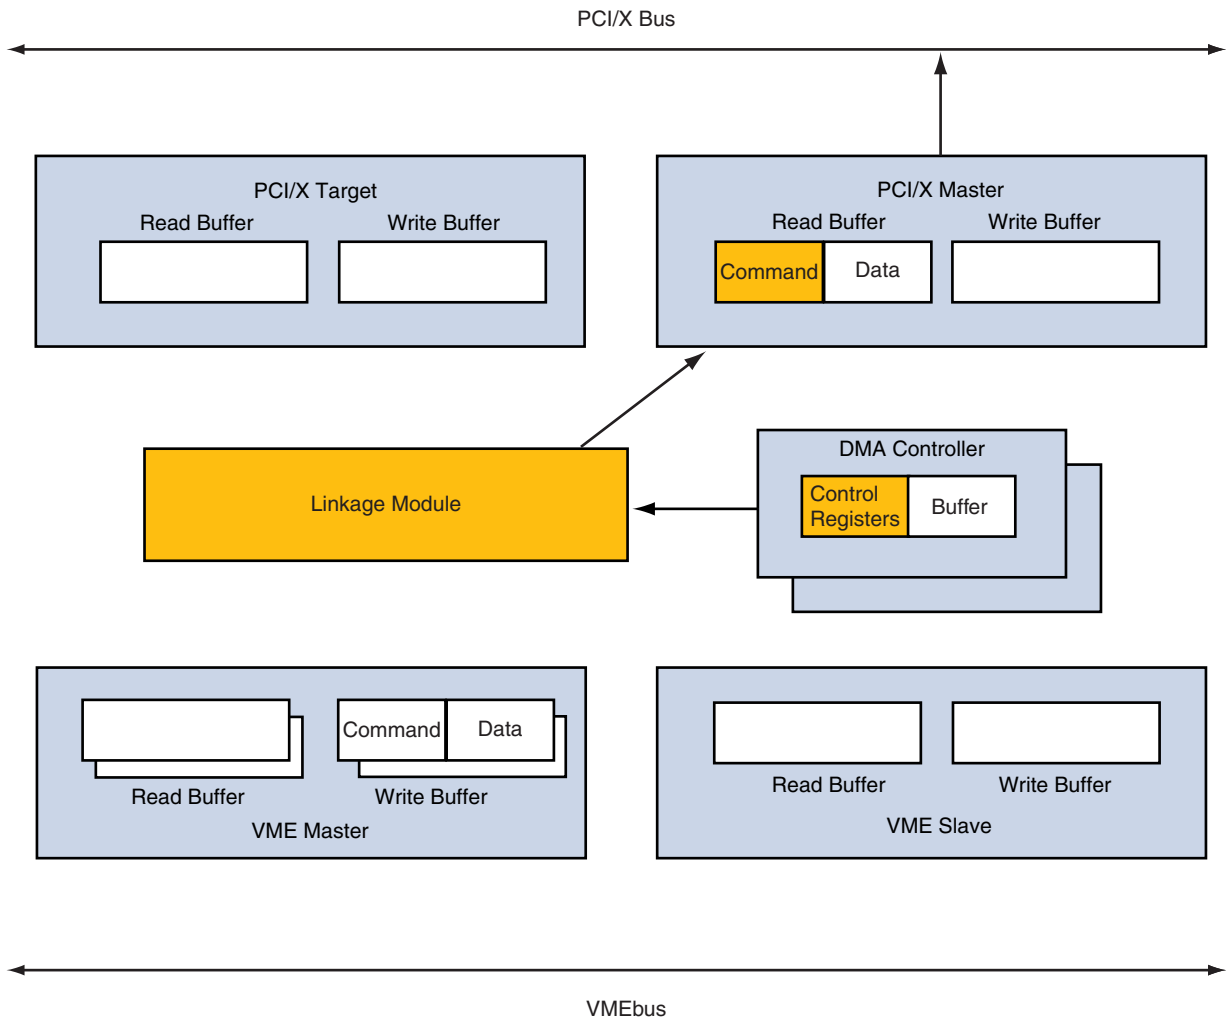 PCI/X Bus
PCI/X Target
Read Buffer
Write Buffer
PCI/X Master
Read Buffer
Write Buffer
Command
Data
Linkage Module
DMA Controller
Control
Registers
Buffer
Command
Data
Read Buffer
Write Buffer
VME Master
Read Buffer
Write Buffer
VME Slave
VMEbus